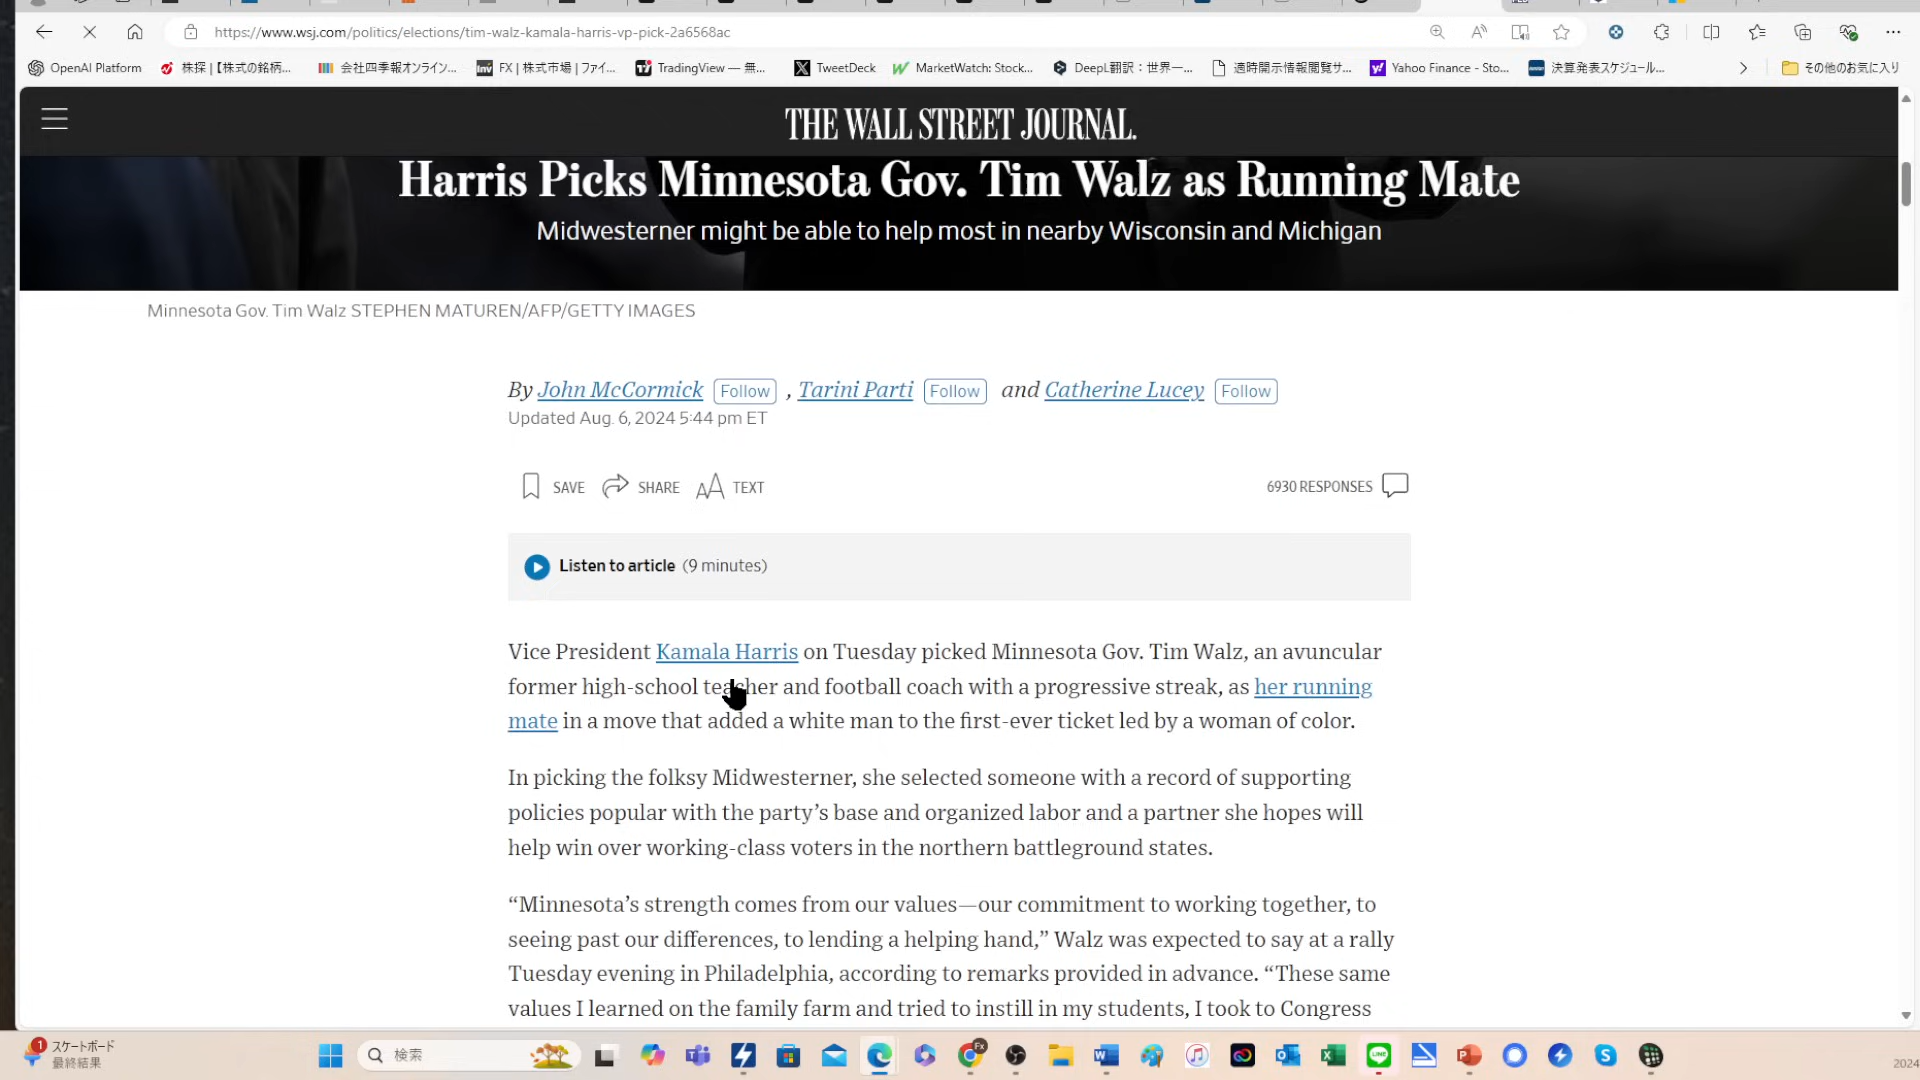 https://www.wsj.com/politics/elections/tim-walz-kamala-harris-vp-pick-2a6568ac
OpenAI Platform
株探 | 【株式の銘柄...
会社四季報オンライン...
FX | 株式市場 | ファイ...
TradingView — 無...
TweetDeck
MarketWatch: Stock...
DeepL翻訳：世界一...
適時開示情報閲覧サ...
Yahoo Finance - Sto...
決算発表スケジュール...
その他のお気に入り
THE WALL STREET JOURNAL.
Harris Picks Minnesota Gov. Tim Walz as Running Mate
Midwesterner might be able to help most in nearby Wisconsin and Michigan
Minnesota Gov. Tim Walz STEPHEN MATUREN/AFP/GETTY IMAGES
By John McCormick Follow , Tarini Parti Follow and Catherine Lucey Follow
Updated Aug. 6, 2024 5:44 pm ET
SAVE SHARE AA TEXT 6930 RESPONSES
Listen to article (9 minutes)
Vice President Kamala Harris on Tuesday picked Minnesota Gov. Tim Walz, an avuncular
former high-school teacher and football coach with a progressive streak, as her running
mate in a move that added a white man to the first-ever ticket led by a woman of color.
In picking the folksy Midwesterner, she selected someone with a record of supporting
policies popular with the party’s base and organized labor and a partner she hopes will
help win over working-class voters in the northern battleground states.
“Minnesota’s strength comes from our values—our commitment to working together, to
seeing past our differences, to lending a helping hand,” Walz was expected to say at a rally
Tuesday evening in Philadelphia, according to remarks provided in advance. “These same
values I learned on the family farm and tried to instill in my students, I took to Congress
1
スケートボード
最終結果
検索
2024